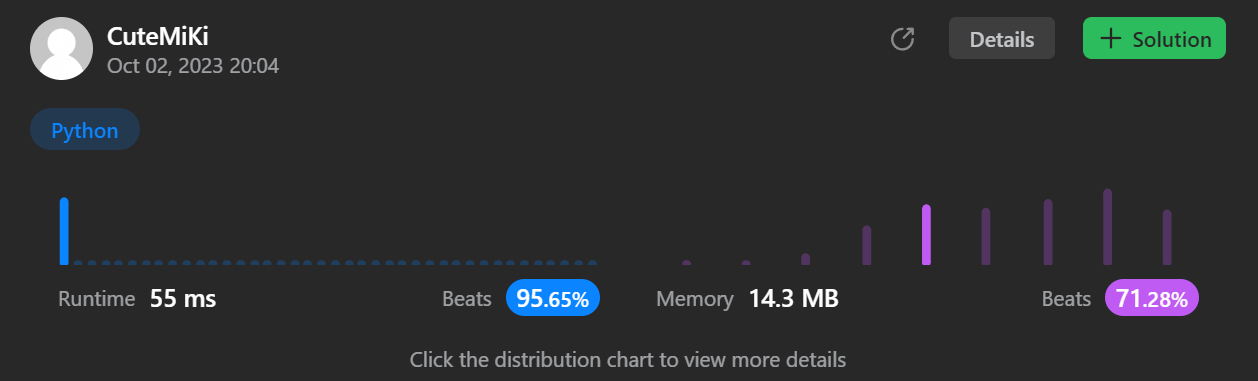 CuteMiKi
Oct 02, 2023 20:04
Details
Solution
Python
Runtime 55 ms
Beats 95.65%
Memory 14.3 MB
Beats 71.28%
Click the distribution chart to view more details